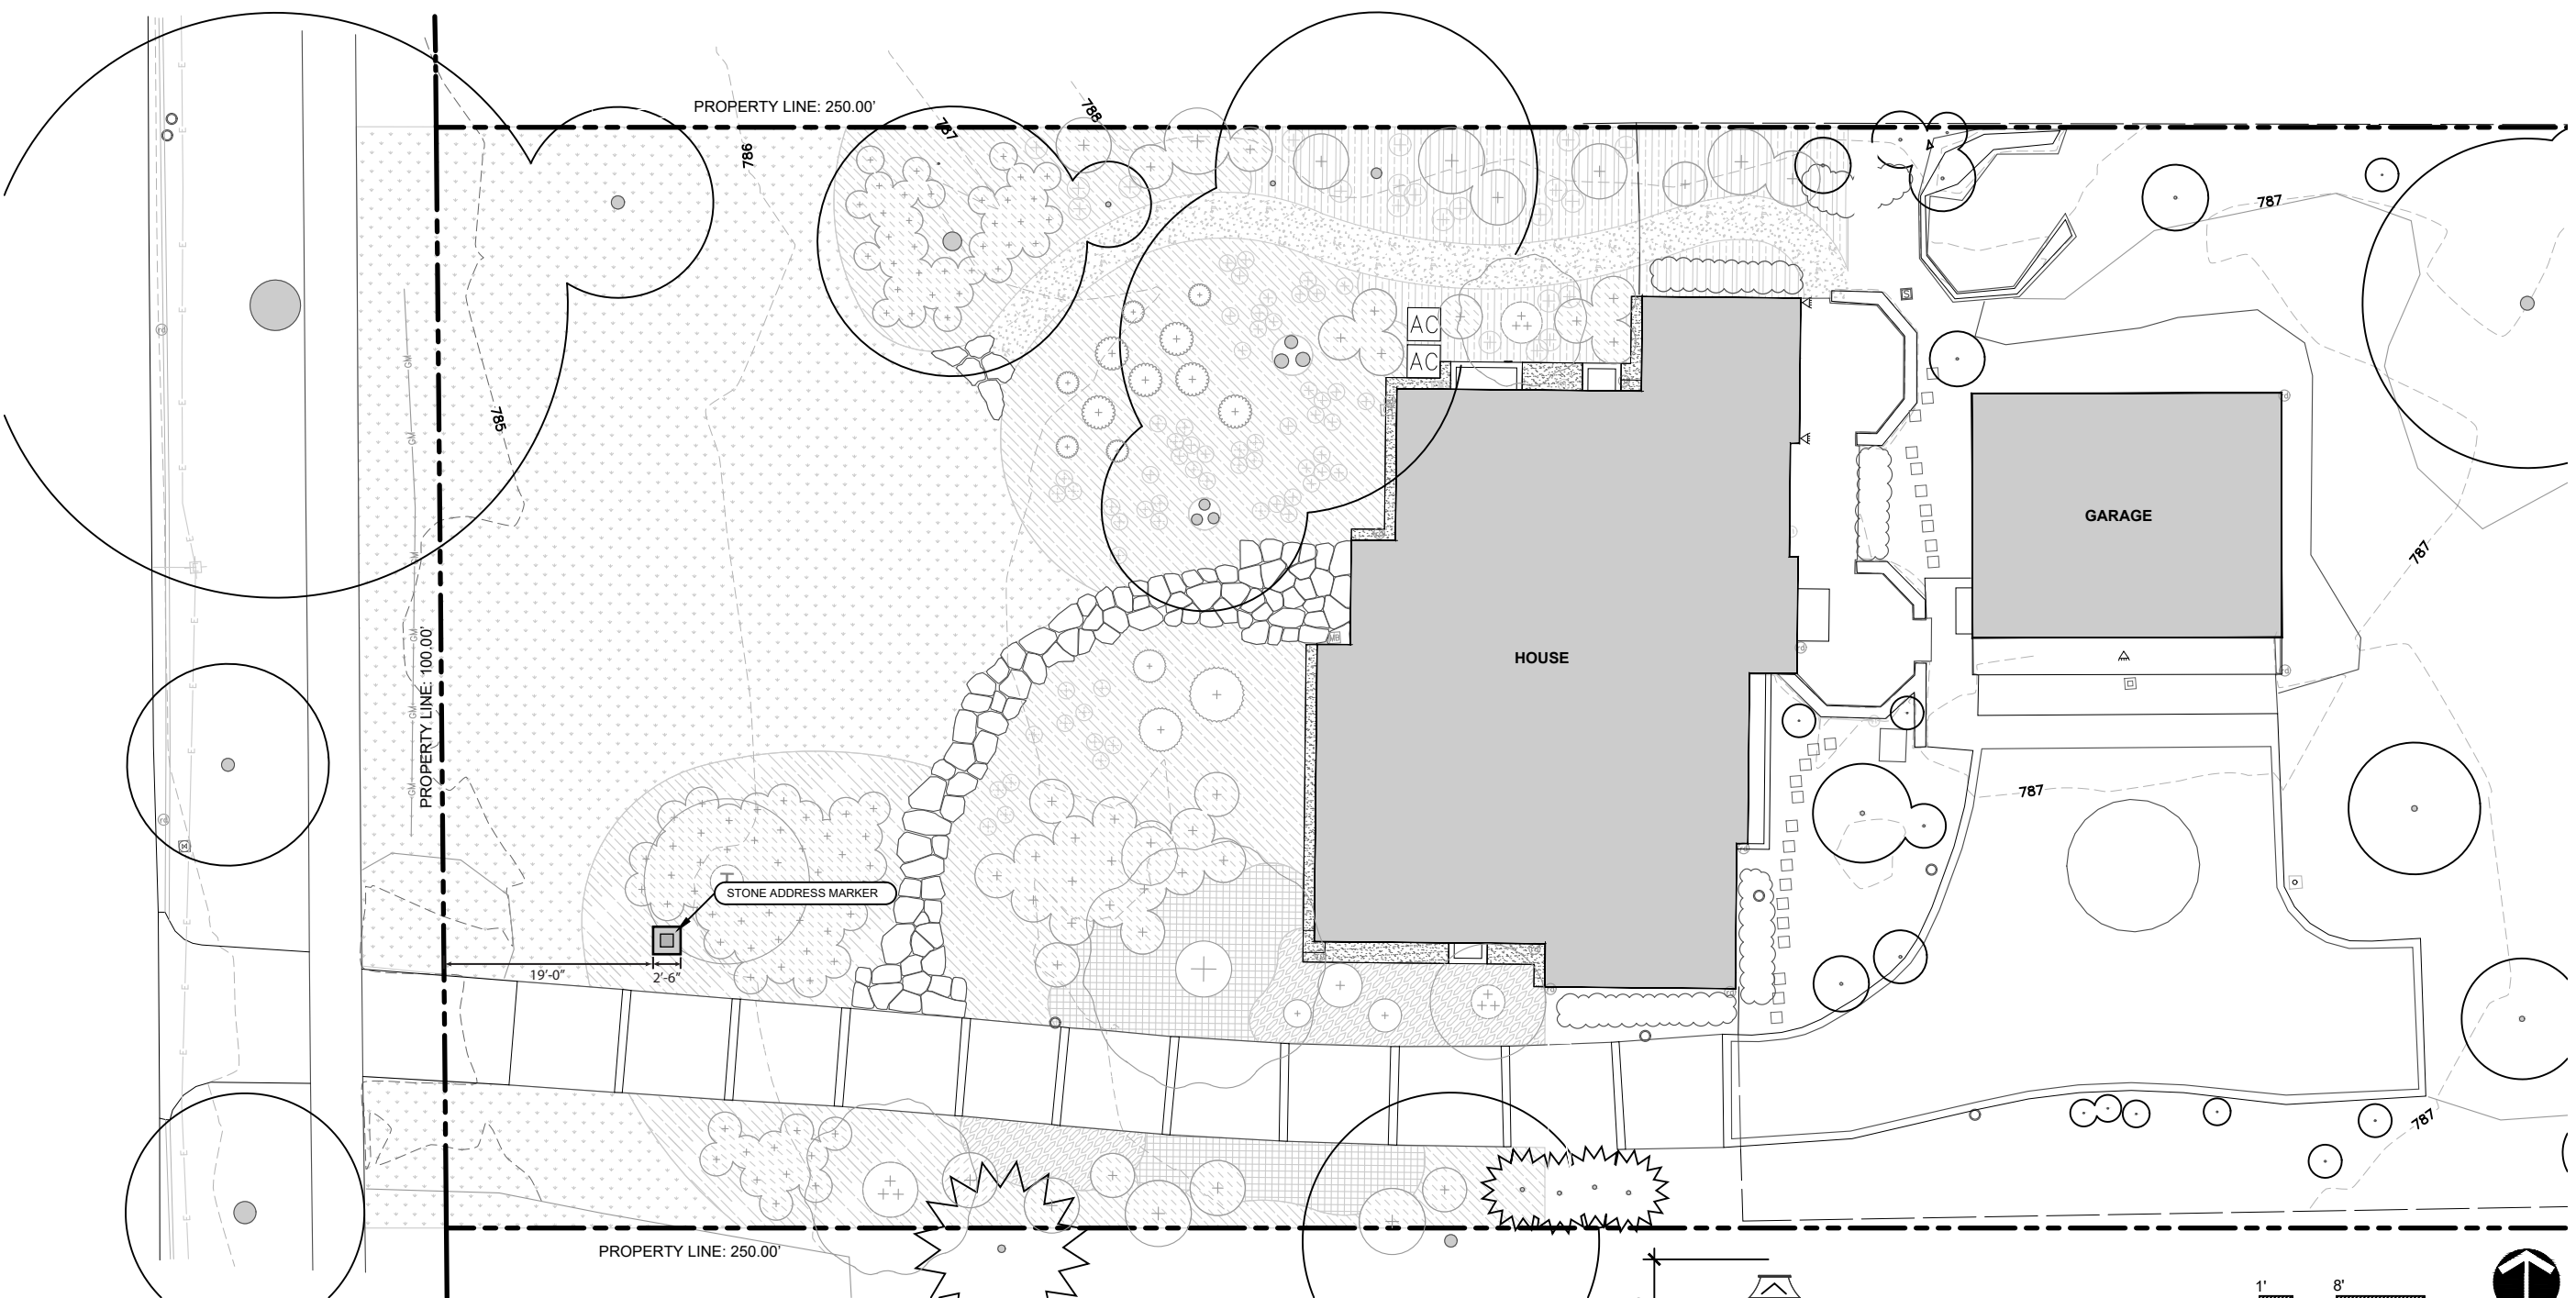 PROPERTY LINE: 250.00'
788
787
786
787
AC
AC
785
GARAGE
787
PROPERTY LINE: 100.00'
HOUSE
MB
787
STONE ADDRESS MARKER
19'-0"
2'-6"
787
PROPERTY LINE: 250.00'
1'
8'